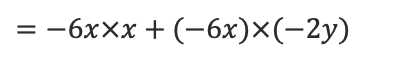 = −6𝑥×𝑥 + (−6𝑥)×(−2𝑦)